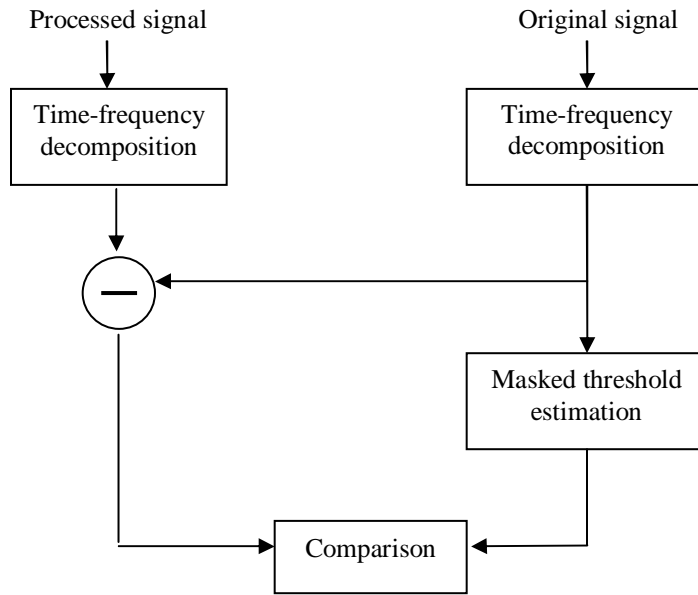 Processed signal
Original signal
Time-frequency
decomposition
Time-frequency
decomposition
Masked threshold
estimation
Comparison